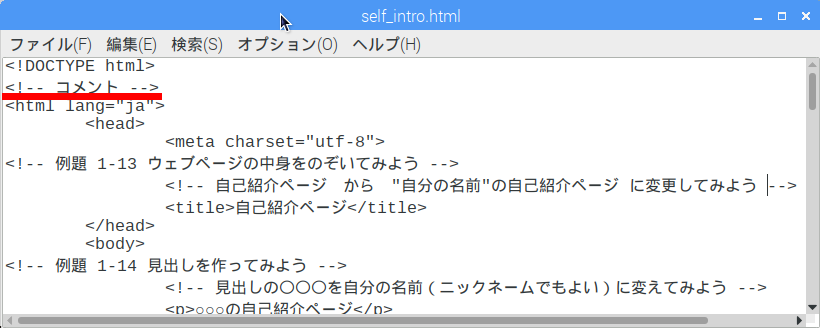 self_intro.html
ファイル(F) 編集(E) 検索(S) オプション(O) ヘルプ(H)
<!DOCTYPE html>
<!-- コメント -->
<html lang="ja">
<head>
<meta charset="utf-8">
<!-- 例題 1-13 ウェブページの中身をのぞいてみよう -->
<!-- 自己紹介ページ　から　"自分の名前"の自己紹介ページ に変更してみよう -->
<title>自己紹介ページ</title>
</head>
<body>
<!-- 例題 1-14 見出しを作ってみよう -->
<!-- 見出しの〇〇〇を自分の名前(ニックネームでもよい)に変えてみよう -->
<p>○○○の自己紹介ページ</p>